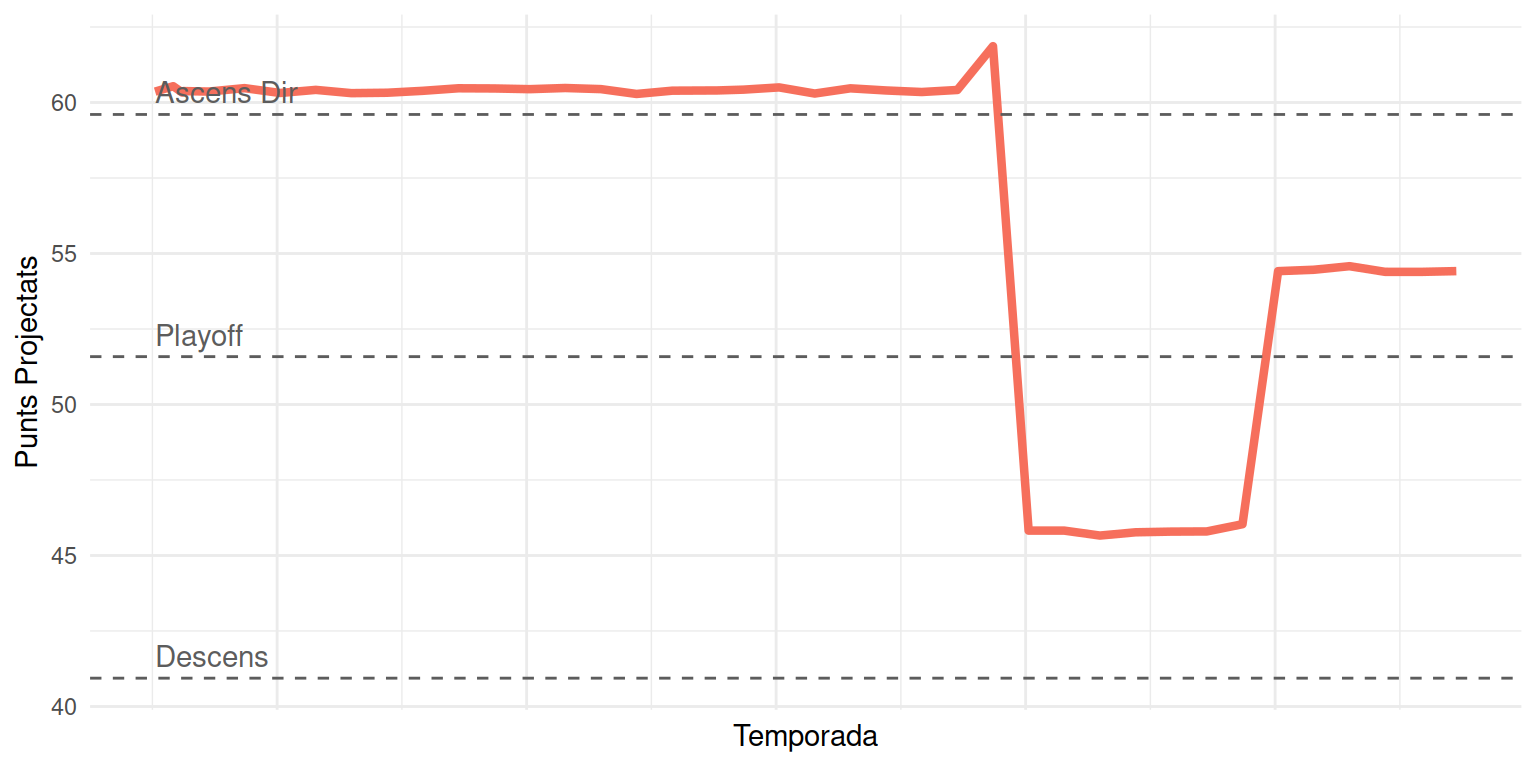 60
55
50
45
40
Punts Projectats
Ascens Dir
Playoff
Descens
Temporada